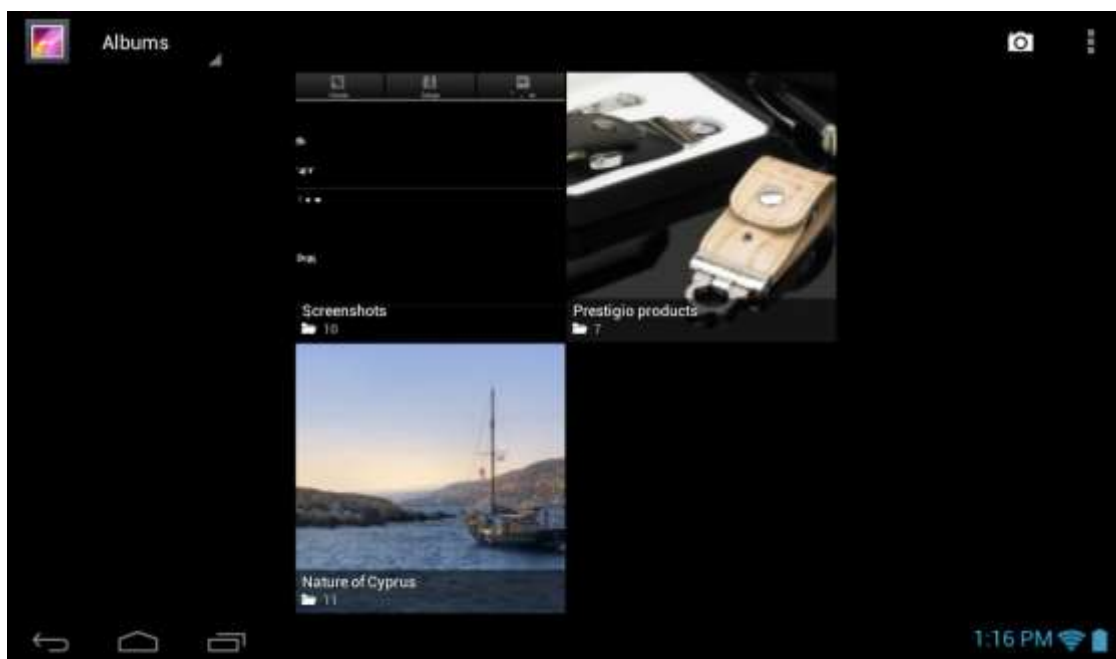 Albums
Screenshots
10
Prestigio products
7
Nature of Cyprus
11
1:16 PM